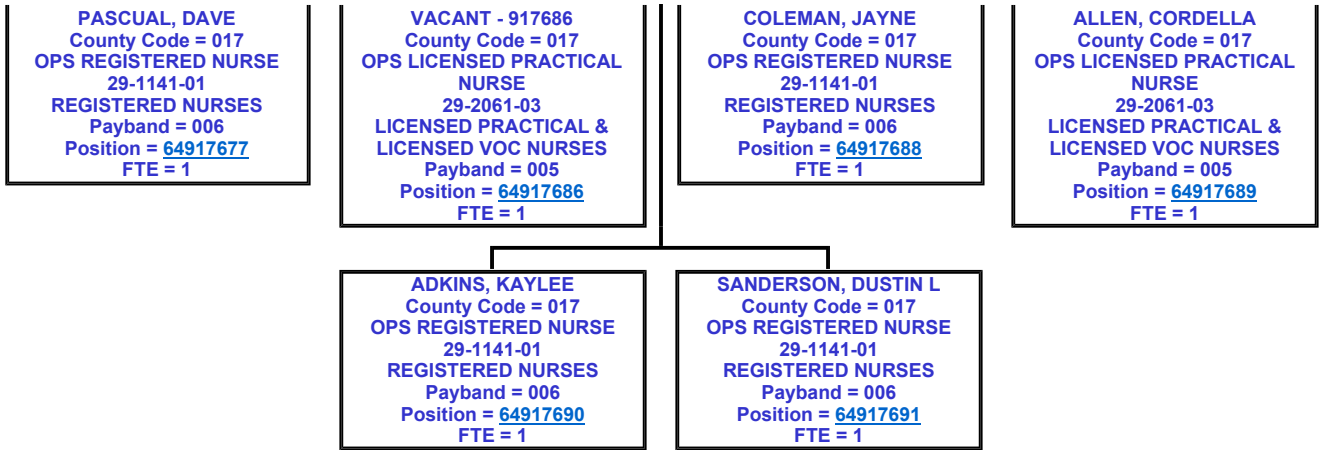 PASCUAL, DAVE
County Code = 017
OPS REGISTERED NURSE
29-1141-01
REGISTERED NURSES
Payband = 006
Position = 64917677
FTE = 1
VACANT - 917686
County Code = 017
OPS LICENSED PRACTICAL
NURSE
29-2061-03
LICENSED PRACTICAL &
LICENSED VOC NURSES
Payband = 005
Position = 64917686
FTE = 1
COLEMAN, JAYNE
County Code = 017
OPS REGISTERED NURSE
29-1141-01
REGISTERED NURSES
Payband = 006
Position = 64917688
FTE = 1
ALLEN, CORDELLA
County Code = 017
OPS LICENSED PRACTICAL
NURSE
29-2061-03
LICENSED PRACTICAL &
LICENSED VOC NURSES
Payband = 005
Position = 64917689
FTE = 1
ADKINS, KAYLEE
County Code = 017
OPS REGISTERED NURSE
29-1141-01
REGISTERED NURSES
Payband = 006
Position = 64917690
FTE = 1
SANDERSON, DUSTIN L
County Code = 017
OPS REGISTERED NURSE
29-1141-01
REGISTERED NURSES
Payband = 006
Position = 64917691
FTE = 1